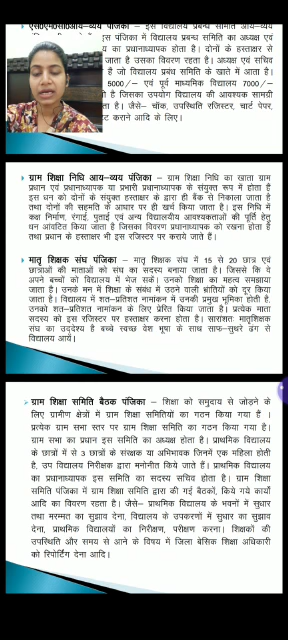 एस०एम०सी०आय–व्यय पंजिका – इस विद्यालय प्रबन्ध समिति आय–व्यय
इस पंजिका में विद्यालय प्रबन्ध समिति का अध्यक्ष एवं
य का प्रधानाध्यापक होता है। दोनों के हस्ताक्षर से
जाता है उसका विवरण रहता है। अध्यक्ष एवं सचिव
है जो विद्यालय प्रबंध समिति के खाते में आता है।
5000/– एवं पूर्व माध्यमिक विद्यालय 7000/–
है जिसका उपयोग विद्यालय की आवश्यक सामग्री
ता है। जैसे– चॉक, उपस्थिति रजिस्टर, चार्ट पेपर,
ट कराने आदि के लिए।
ग्राम शिक्षा निधि आय–व्यय पंजिका – ग्राम शिक्षा निधि का खाता ग्राम
प्रधान एवं प्रधानाध्यापक या प्रभारी प्रधानाध्यापक के संयुक्त रूप में होता है
इस धन को दोनों के संयुक्त हस्ताक्षर के द्वारा ही बैंक से निकाला जाता है
तथा दोनों की सहमति के आधार पर ही खर्च किया जाता है। इस निधि में
कक्ष निर्माण, रंगाई, पुताई एवं अन्य विद्यालयीय आवश्यकताओं की पूर्ति हेतु
धन आंवटित किया जाता है जिसका विवरण प्रधानाध्यापक को रखना होता है
तथा प्रधान के हस्ताक्षर भी इस रजिस्टर पर कराये जाते हैं।
मातृ शिक्षक संघ पंजिका – मातृ शिक्षक संघ में 15 से 20 छात्र एवं
छात्राओं की माताओं को संघ का सदस्य बनाया जाता है। जिससे कि वे
अपने बच्चों को विद्यालय में भेज सकें। उनको शिक्षा का महत्व समझाया
जाता है। उनके मन में शिक्षा के संबंध में उठने वाली भ्रांतियों को दूर किया
जाता है। विद्यालय में शत–प्रतिशत नामांकन में उनकी प्रमुख भूमिका होती है,
उनको शत–प्रतिशत नामांकन के लिए प्रेरित किया जाता है। प्रत्येक माता
सदस्य को इस रजिस्टर पर हस्ताक्षर करना होता है। सारांशतः मातृशिक्षक
संघ का उद्देश्य है बच्चे स्वच्छ वेश भूषा के साथ साफ–सुथरे ढंग से
विद्यालय आयें।
ग्राम शिक्षा समिति बैठक पंजिका – शिक्षा को समुदाय से जोड़ने के
लिए ग्रामीण क्षेत्रों में ग्राम शिक्षा समितियों का गठन किया गया है ।
प्रत्येक ग्राम सभा स्तर पर ग्राम शिक्षा समिति का गठन किया गया है।
ग्राम सभा का प्रधान इस समिति का अध्यक्ष होता है। प्राथमिक विद्यालय
के छात्रों में से 3 छात्रों के संरक्षक या अभिभावक जिनमें एक महिला होती
है, उप विद्यालय निरीक्षक द्वारा मनोनीत किये जाते हैं। प्राथमिक विद्यालय
का प्रधानाध्यापक इस समिति का सदस्य सचिव होता है। ग्राम शिक्षा
समिति पंजिका में ग्राम शिक्षा समिति द्वारा की गई बैठकों, किये गये कार्यों
आदि का विवरण रहता है। जैसे– प्राथमिक विद्यालय के भवनों में सुधार
तथा मरम्मत का सुझाव देना, विद्यालय के उपकरणों में सुधार का सुझाव
देना, प्राथमिक विद्यालयों का निरीक्षण, परीक्षण करना। शिक्षकों की
उपस्थिति और समय से आने के विषय में जिला बेसिक शिक्षा अधिकारी
को रिपोर्टिंग देना आदि।